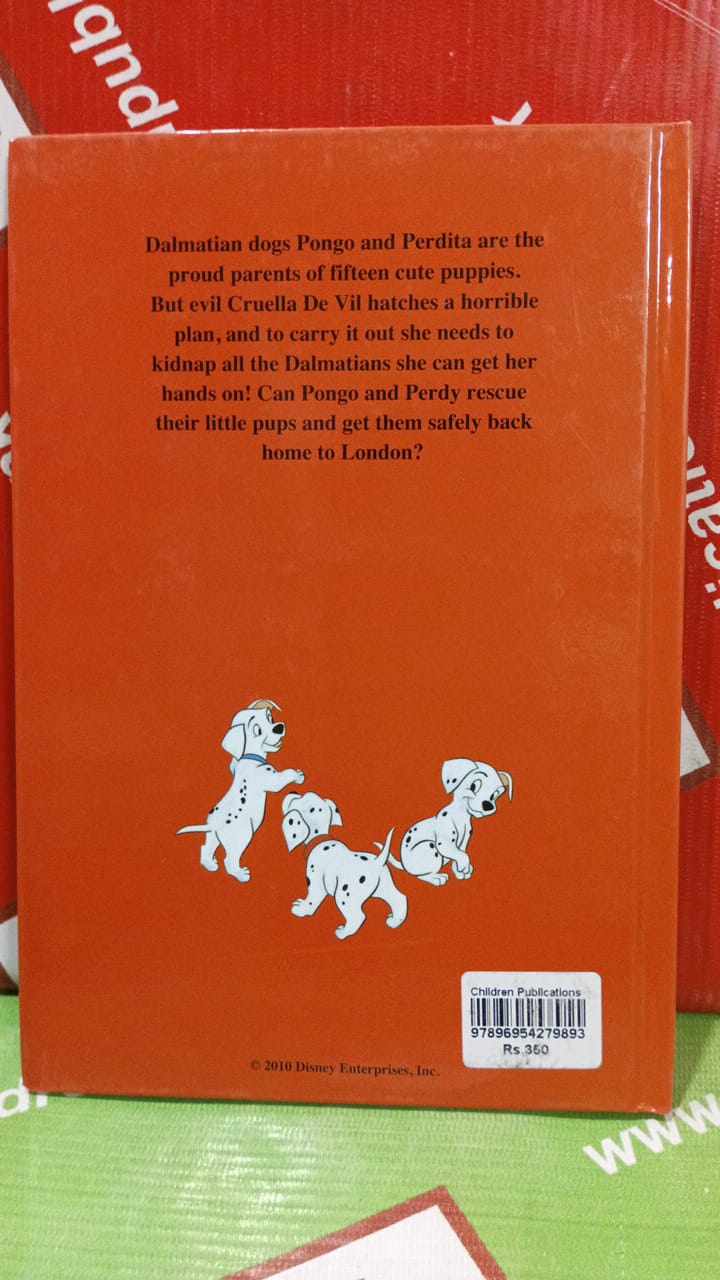 Dalmatian dogs Pongo and Perdita are the
proud parents of fifteen cute puppies.
But evil Cruella De Vil hatches a horrible
plan, and to carry it out she needs to
kidnap all the Dalmatians she can get her
hands on! Can Pongo and Perdy rescue
their little pups and get them safely back
home to London?
Children Publications
97896954279893
Rs.350
© 2010 Disney Enterprises, Inc.
www.